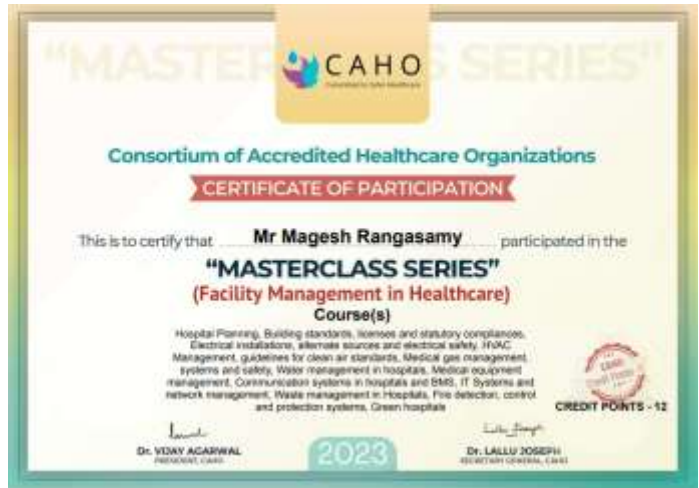 "MASTERCLASS SERIES"
CAHO
Consortium of Accredited Healthcare Organizations
CERTIFICATE OF PARTICIPATION
This is to certify that Mr Magesh Rangasamy participated in the
"MASTERCLASS SERIES"
(Facility Management in Healthcare)
Course(s)
Hospital Planning, Building standards, licenses and statutory compliances,
Electrical installations, alternate sources and electrical safety, HVAC
Management, guidelines for clean air standards, Medical gas management
systems and safety, Water management in hospitals, Medical equipment
management, Communication systems in hospitals and BMS, IT Systems and
network management, Waste management in Hospitals, Fire detection, control
and protection systems, Green hospitals
CREDIT POINTS - 12
Dr. VIJAY AGARWAL
PRESIDENT, CAHO
2023
Dr. LALLU JOSEPH
SECRETARY GENERAL, CAHO